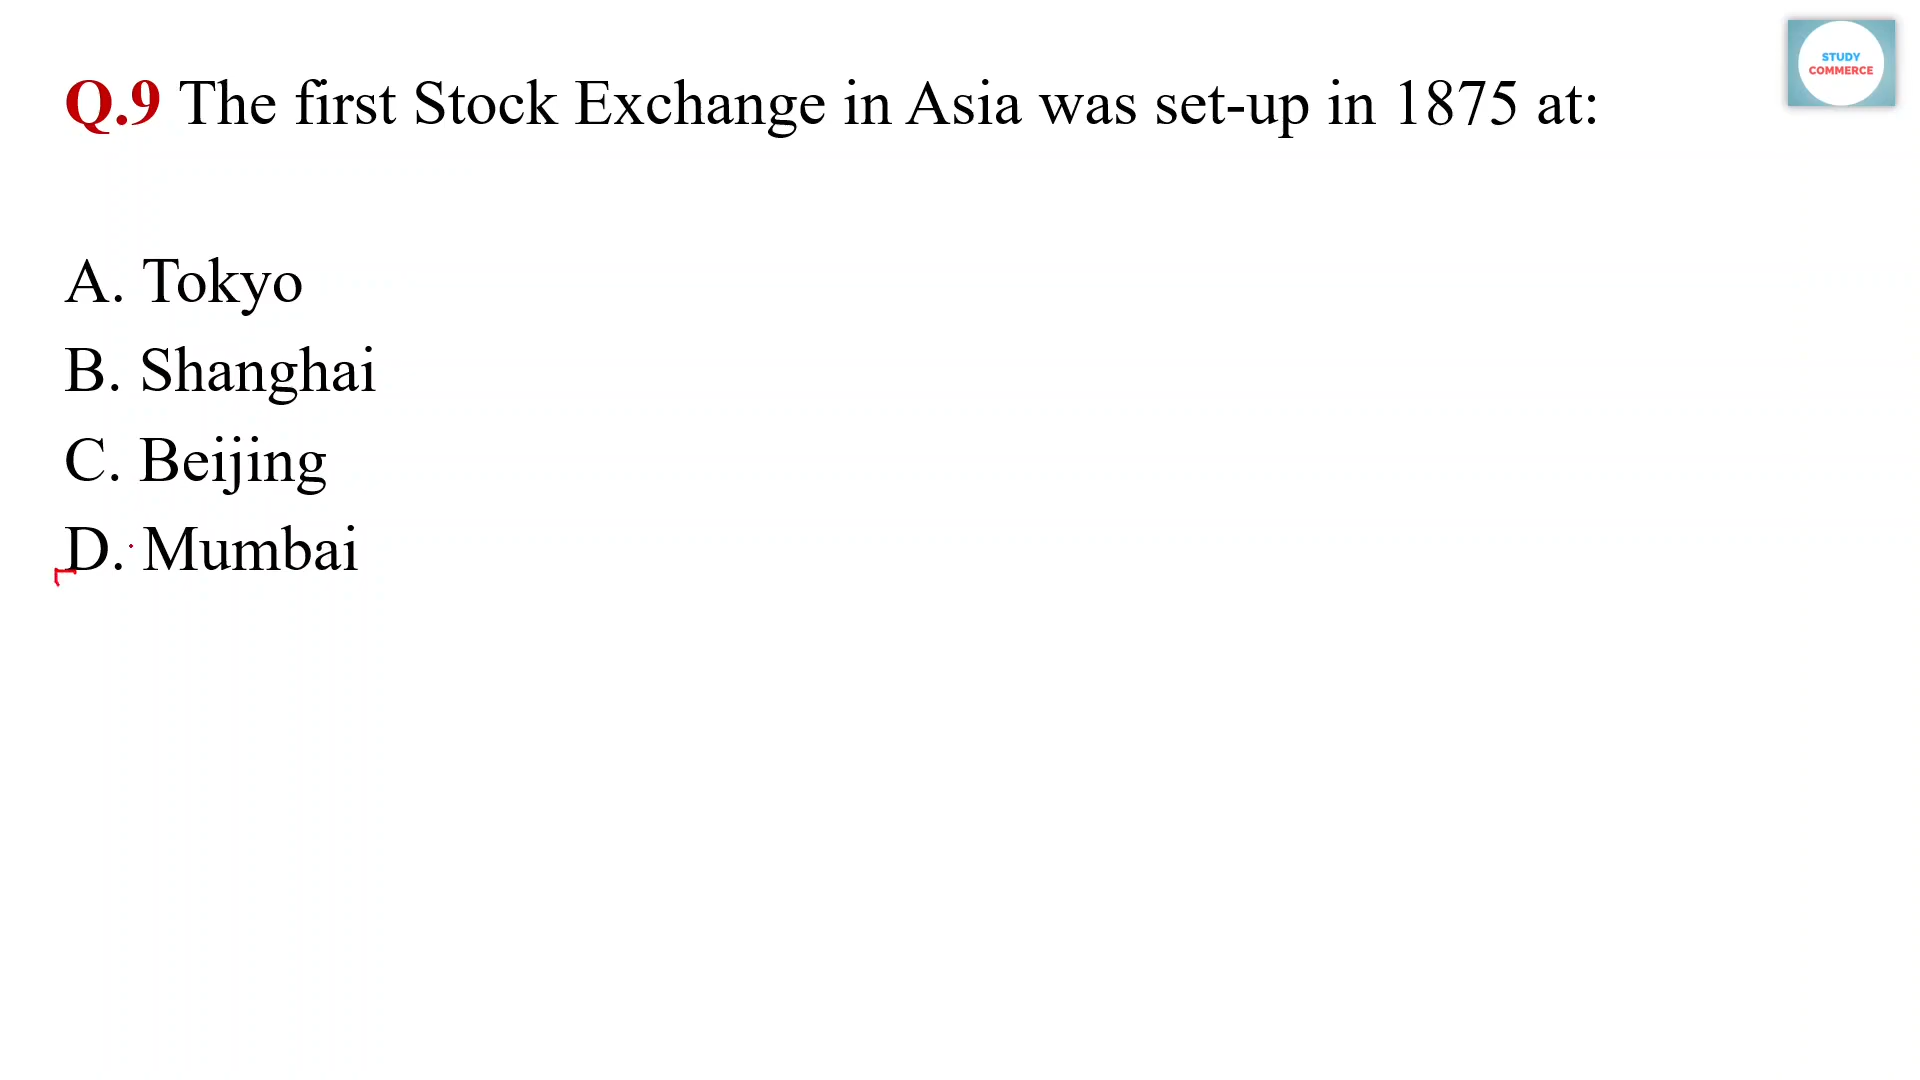 STUDY
COMMERCE
Q.9 The first Stock Exchange in Asia was set-up in 1875 at:
A. Tokyo
B. Shanghai
C. Beijing
D. Mumbai